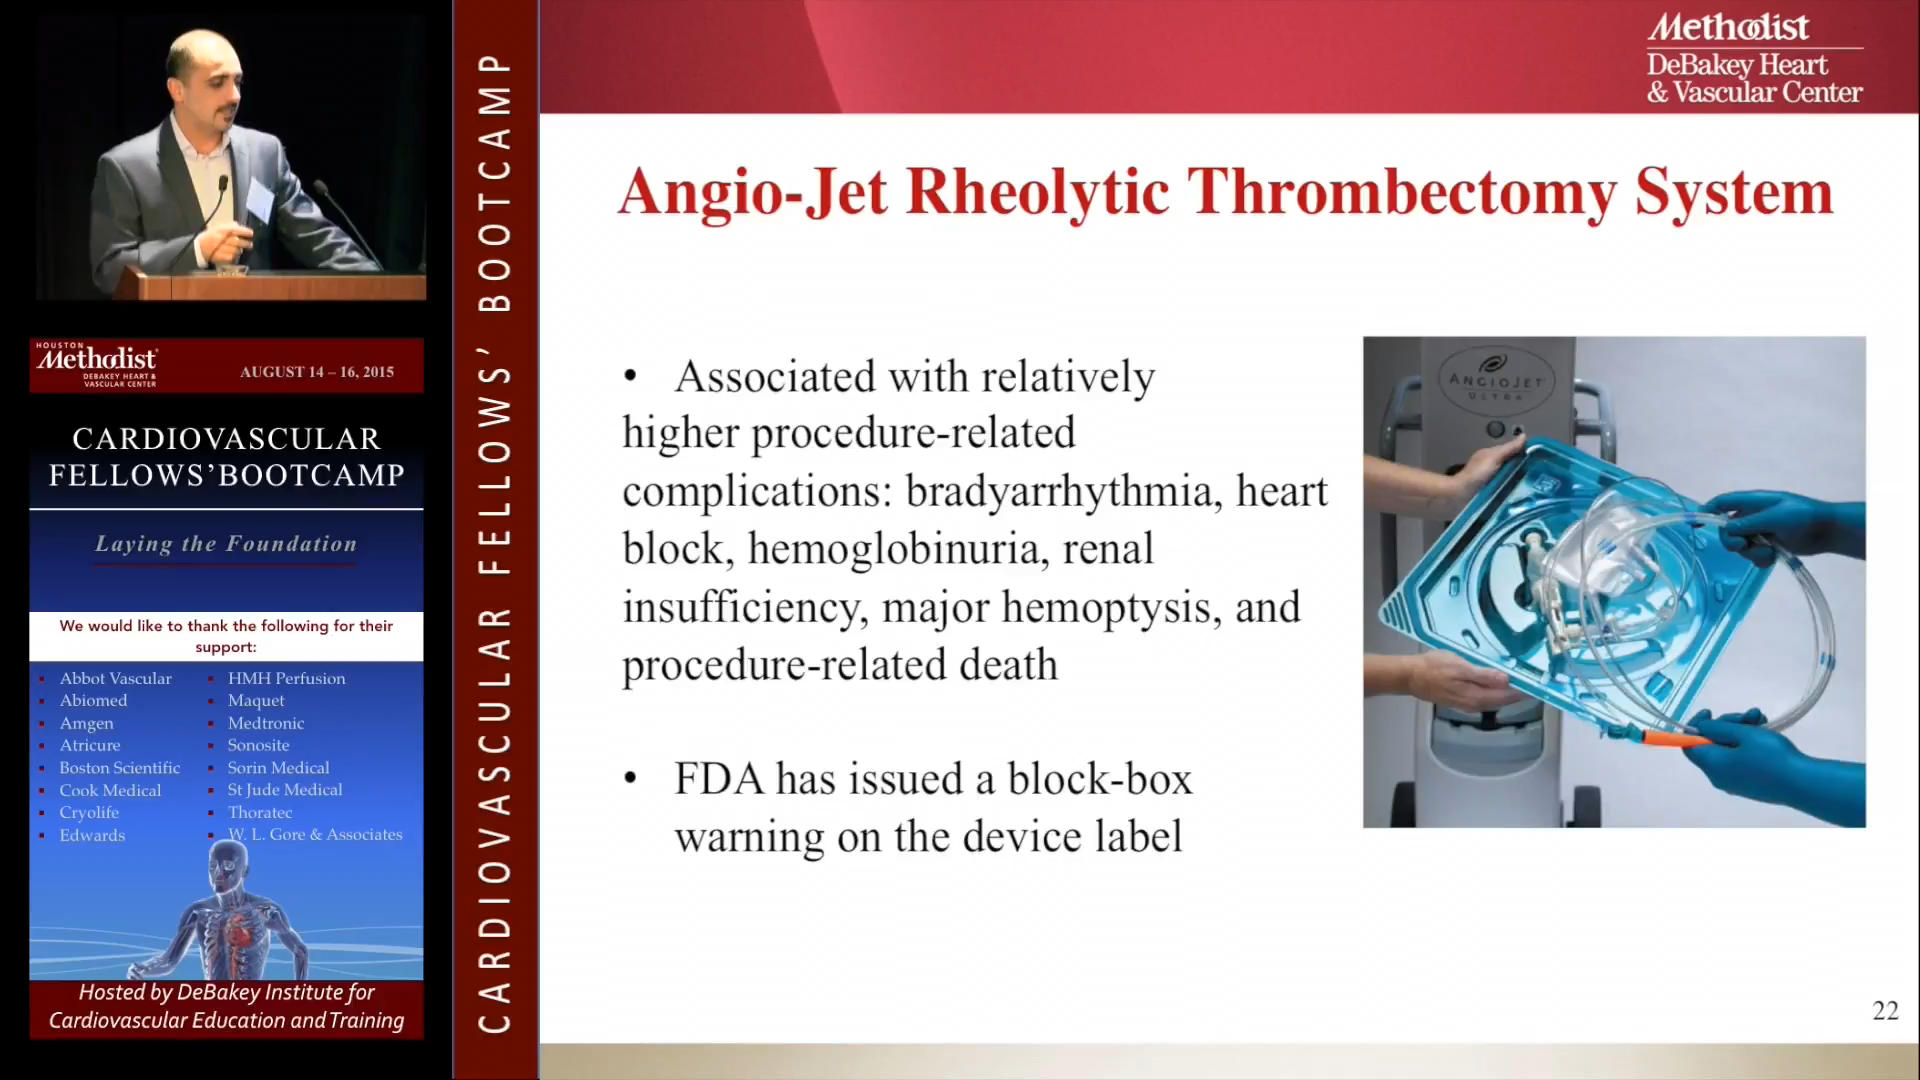 Methodist
DeBakey Heart
& Vascular Center
CARDIOVASCULAR FELLOWS' BOOTCAMP
Angio-Jet Rheolytic Thrombectomy System
• Associated with relatively
higher procedure-related
complications: bradyarrhythmia, heart
block, hemoglobinuria, renal
insufficiency, major hemoptysis, and
procedure-related death
• FDA has issued a block-box
warning on the device label
ANGIOJET
ULTRA
22
HOUSTON
Methodist
DEBAKEY HEART &
VASCULAR CENTER
AUGUST 14 – 16, 2015
CARDIOVASCULAR
FELLOWS'BOOTCAMP
Laying the Foundation
We would like to thank the following for their
support:
Abbot Vascular
Abiomed
Amgen
Atricure
Boston Scientific
Cook Medical
Cryolife
Edwards
HMH Perfusion
Maquet
Medtronic
Sonosite
Sorin Medical
St Jude Medical
Thoratec
W. L. Gore & Associates
Hosted by DeBakey Institute for
Cardiovascular Education and Training